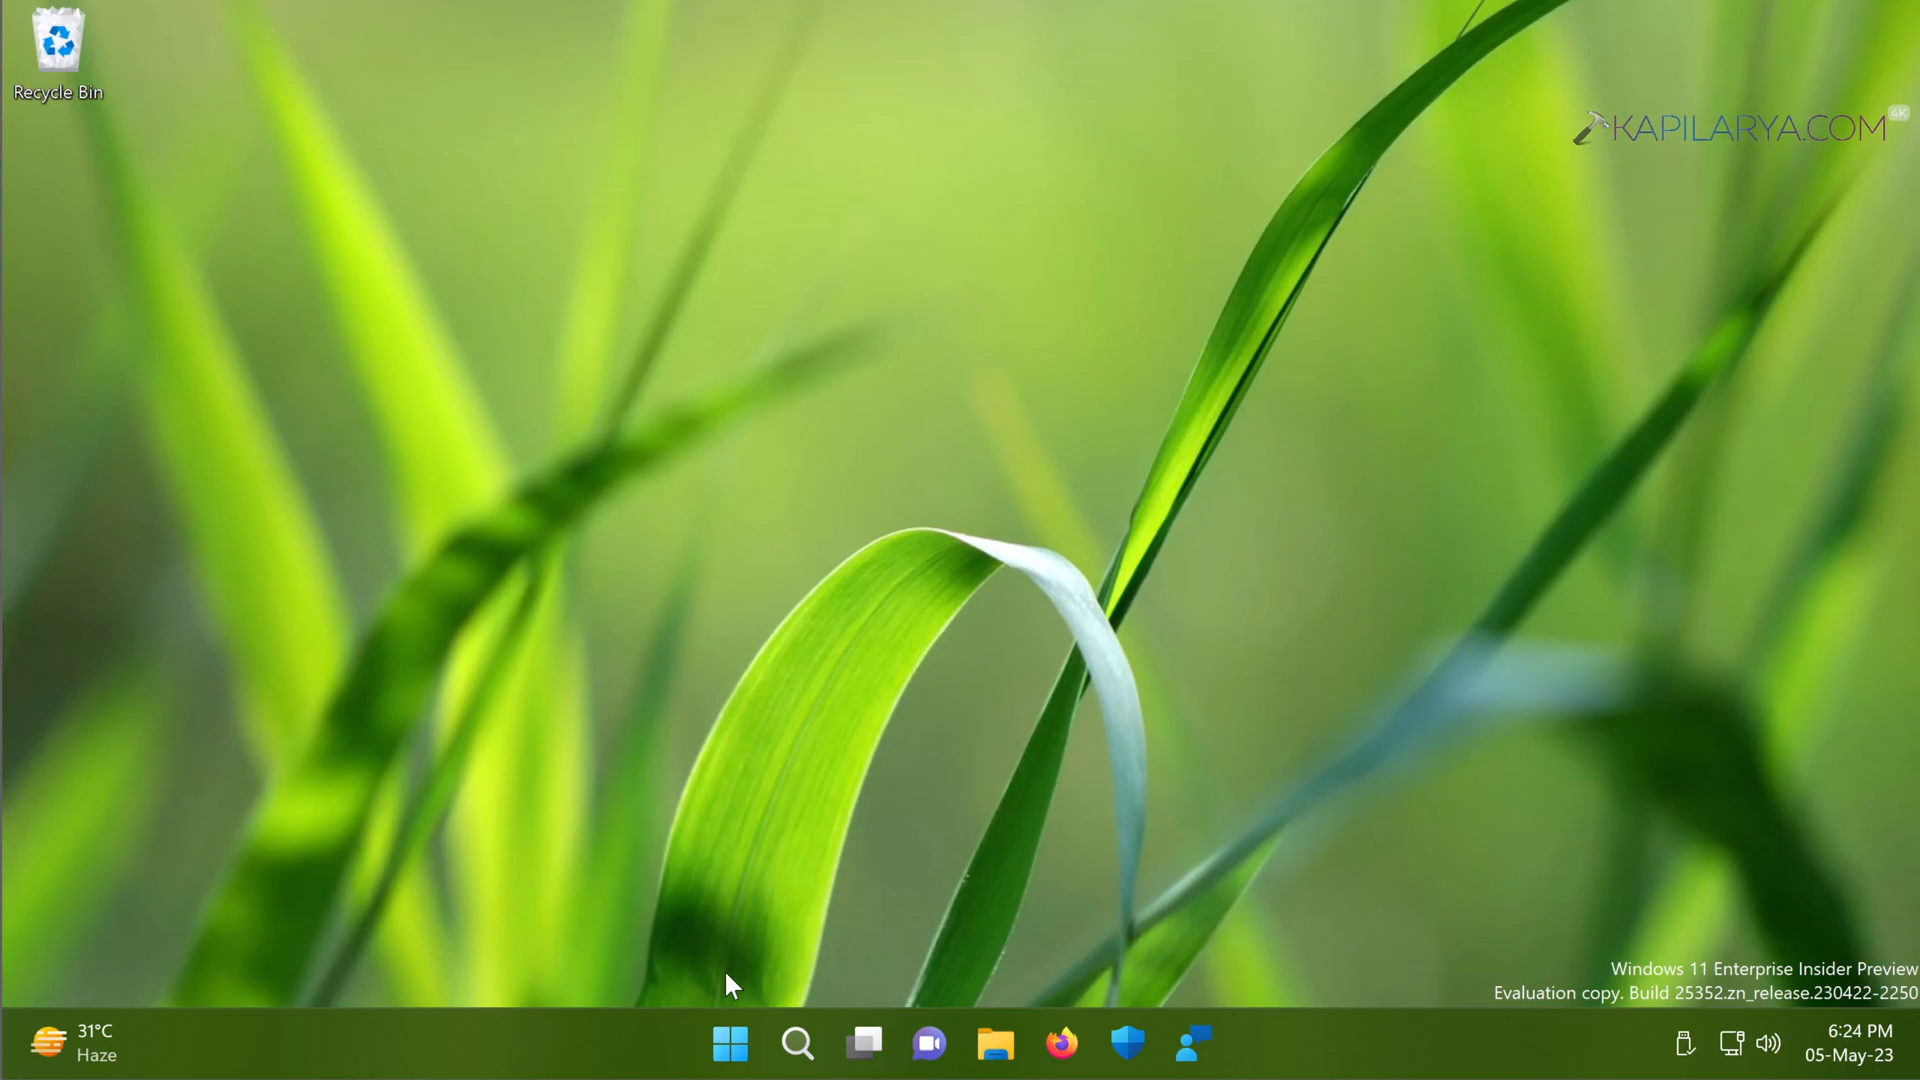 Recycle Bin
KAPILARYA.COM
4K
Windows 11 Enterprise Insider Preview
Evaluation copy. Build 25352.zn_release.230422-2250
31°C
Haze
6:24 PM
05-May-23